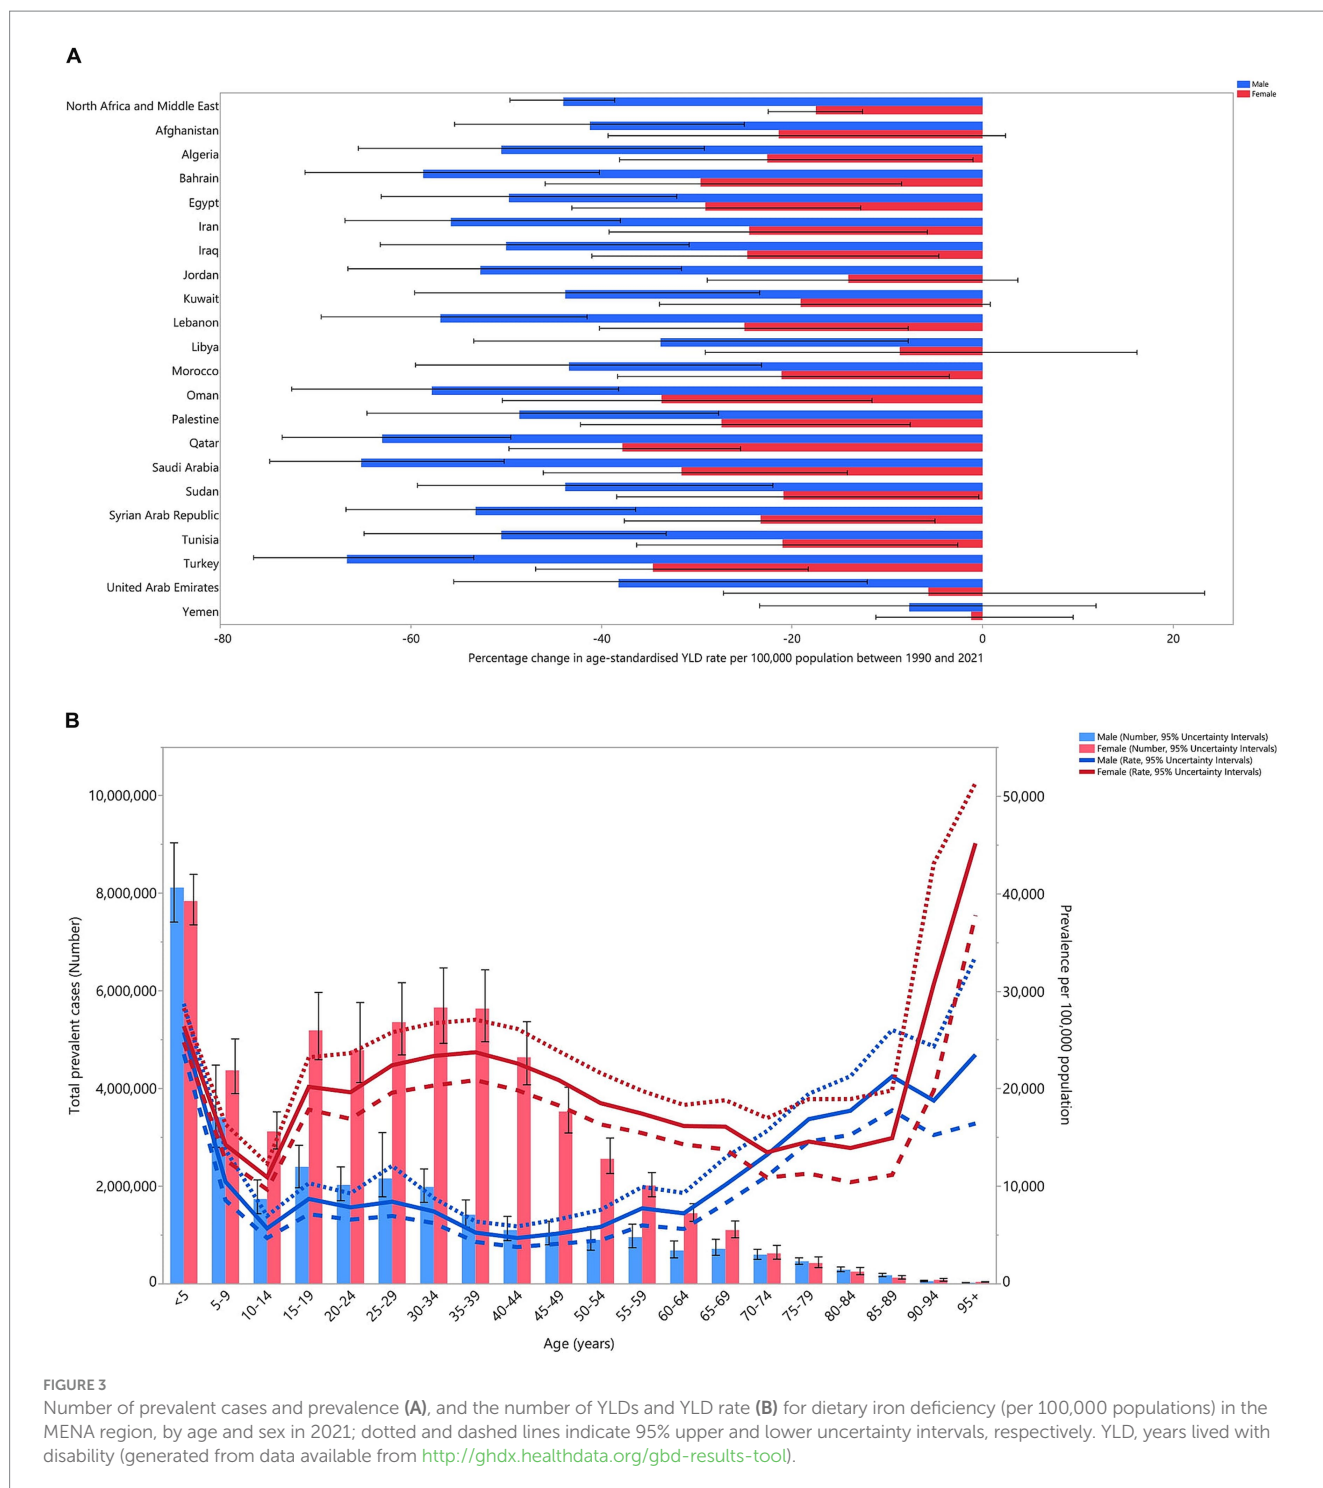 A
Male
Female
North Africa and Middle East
Afghanistan
Algeria
Bahrain
Egypt
Iran
Iraq
Jordan
Kuwait
Lebanon
Libya
Morocco
Oman
Palestine
Qatar
Saudi Arabia
Sudan
Syrian Arab Republic
Tunisia
Turkey
United Arab Emirates
Yemen
-80 -60 -40 -20 0 20
Percentage change in age-standardised YLD rate per 100,000 population between 1990 and 2021
B
Male (Number, 95% Uncertainty Intervals)
Female (Number, 95% Uncertainty Intervals)
Male (Rate, 95% Uncertainty Intervals)
Female (Rate, 95% Uncertainty Intervals)
Total prevalent cases (Number)
10,000,000
8,000,000
6,000,000
4,000,000
2,000,000
0
50,000
40,000
30,000
20,000
10,000
0
Prevalence per 100,000 population
<5 5-9 10-14 15-19 20-24 25-29 30-34 35-39 40-44 45-49 50-54 55-59 60-64 65-69 70-74 75-79 80-84 85-89 90-94 95+
Age (years)
FIGURE 3
Number of prevalent cases and prevalence (A), and the number of YLDs and YLD rate (B) for dietary iron deficiency (per 100,000 populations) in the
MENA region, by age and sex in 2021; dotted and dashed lines indicate 95% upper and lower uncertainty intervals, respectively. YLD, years lived with
disability (generated from data available from http://ghdx.healthdata.org/gbd-results-tool).